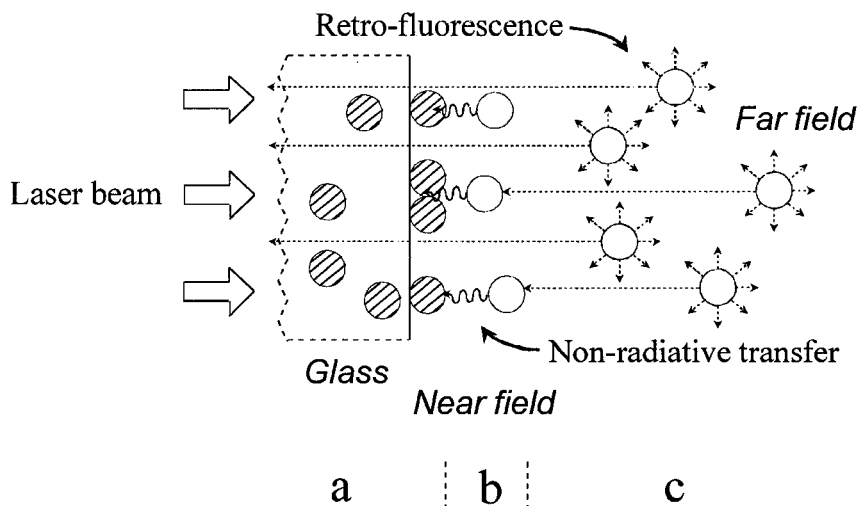 Retro-fluorescence
Far field
Laser beam
Non-radiative transfer
Glass
Near field
a b c